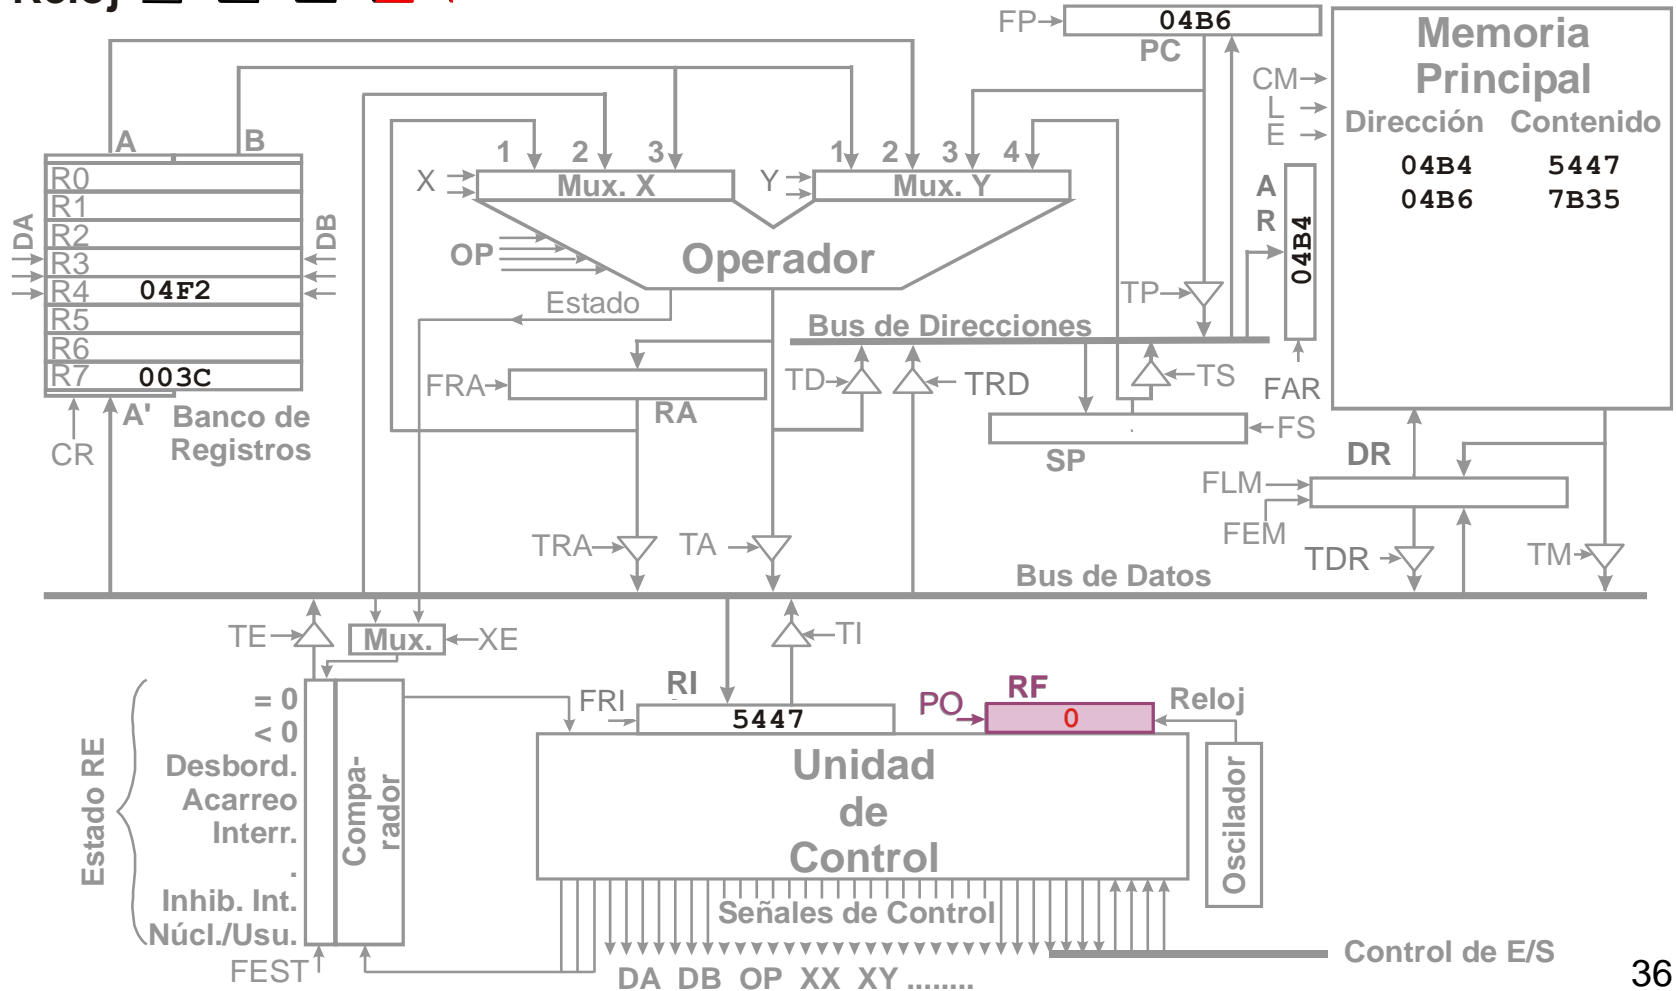 Reloj
FP
04B6
PC
Memoria
Principal
Dirección Contenido
04B4 5447
04B6 7B35
CM
L
E
A B
R0
R1
R2
R3
R4 04F2
R5
R6
R7 003C
DA
DB
CR
A'
Banco de
Registros
1 2 3
X
Mux. X
1 2 3 4
Y
Mux. Y
OP
Operador
Estado
A
R
04B4
FAR
TP
Bus de Direcciones
FRA
RA
TD
TRD
TS
FS
SP
DR
FLM
FEM
TRA
TA
TDR
TM
Bus de Datos
TE
Mux.
XE
TI
FRI
RI
5447
PO
RF
0
Reloj
Estado RE
= 0
< 0
Desbord.
Acarreo
Interr.
.
Inhib. Int.
Núcl./Usu.
FEST
Compa-
rador
Unidad
de
Control
Oscilador
Señales de Control
DA DB OP XX XY ........
Control de E/S
36